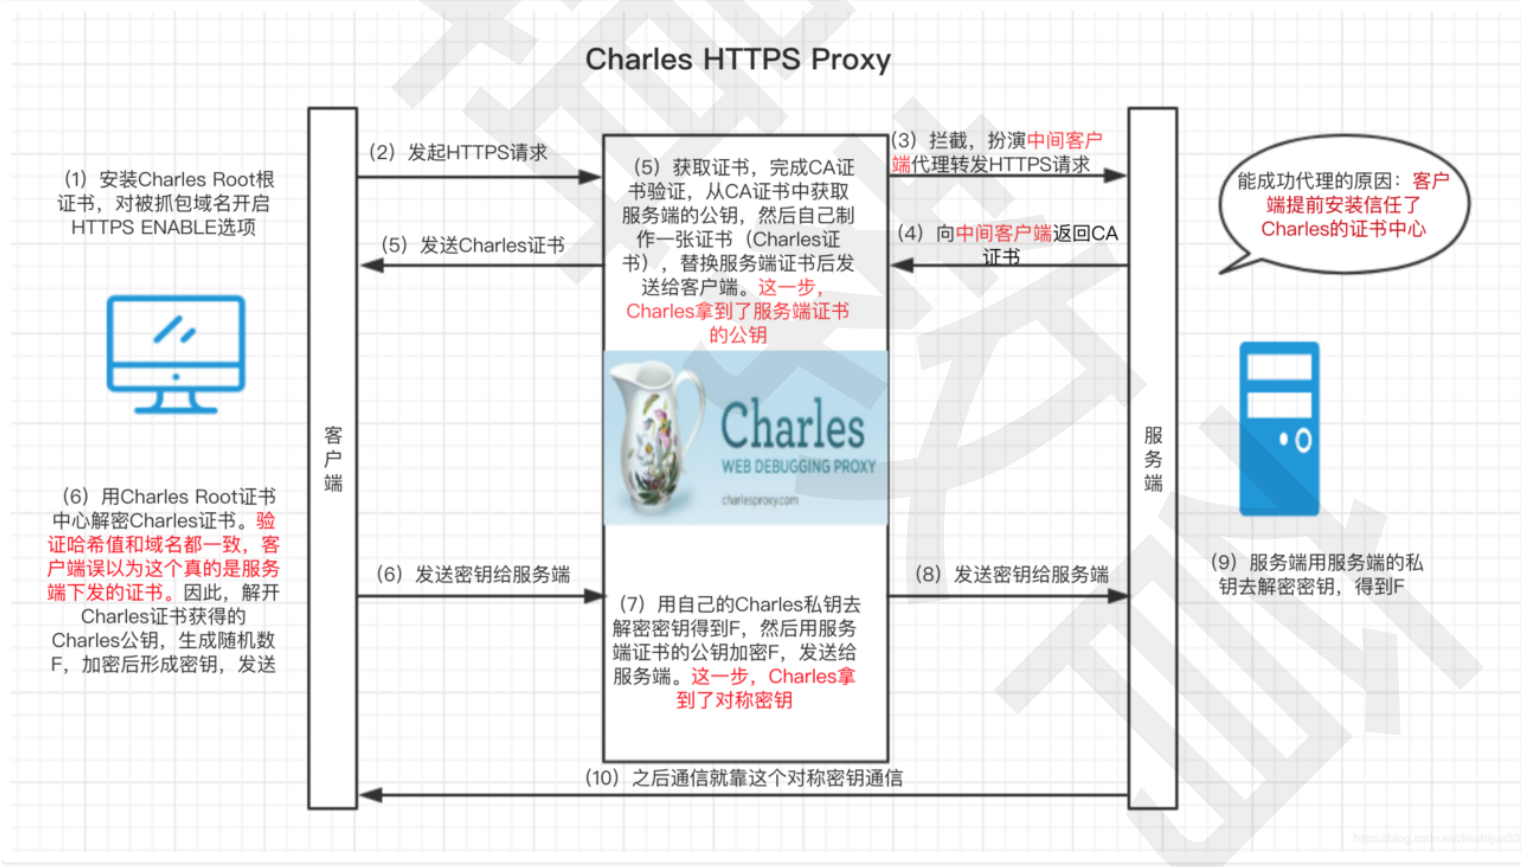 Charles HTTPS Proxy
（1）安装Charles Root根
证书，对被抓包域名开启
HTTPS ENABLE选项
（2）发起HTTPS请求
（3）拦截，扮演中间客户
端代理转发HTTPS请求
（4）向中间客户端返回CA
证书
（5）获取证书，完成CA证
书验证，从CA证书中获取
服务端的公钥，然后自己制
作一张证书（Charles证
书），替换服务端证书后发
送给客户端。这一步，
Charles拿到了服务端证书
的公钥
（5）发送Charles证书
能成功代理的原因：客户
端提前安装信任了
Charles的证书中心
Charles
WEB DEBUGGING PROXY
charlesproxy.com
客
户
端
服
务
端
（6）用Charles Root证书
中心解密Charles证书。验
证哈希值和域名都一致，客
户端误以为这个真的是服务
端下发的证书。因此，解开
Charles证书获得的
Charles公钥，生成随机数
F，加密后形成密钥，发送
（6）发送密钥给服务端
（7）用自己的Charles私钥去
解密密钥得到F，然后用服务
端证书的公钥加密F，发送给
服务端。这一步，Charles拿
到了对称密钥
（8）发送密钥给服务端
（9）服务端用服务端的私
钥去解密密钥，得到F
（10）之后通信就靠这个对称密钥通信